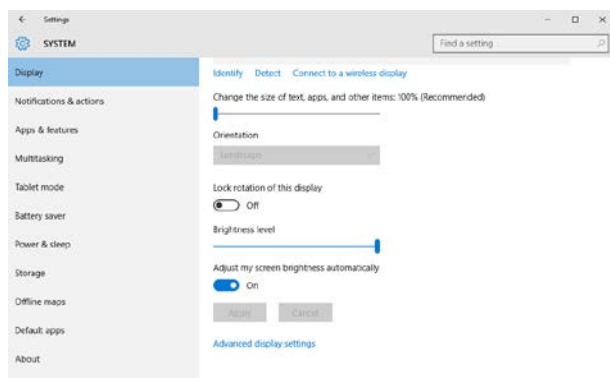 Settings
SYSTEM
Find a setting
Display
Notifications & actions
Apps & features
Multitasking
Tablet mode
Battery saver
Power & sleep
Storage
Offline maps
Default apps
About
Identify Detect Connect to a wireless display
Change the size of text, apps, and other items: 100% (Recommended)
Orientation
Landscape
Lock rotation of this display
Off
Brightness level
Adjust my screen brightness automatically
On
Apply Cancel
Advanced display settings